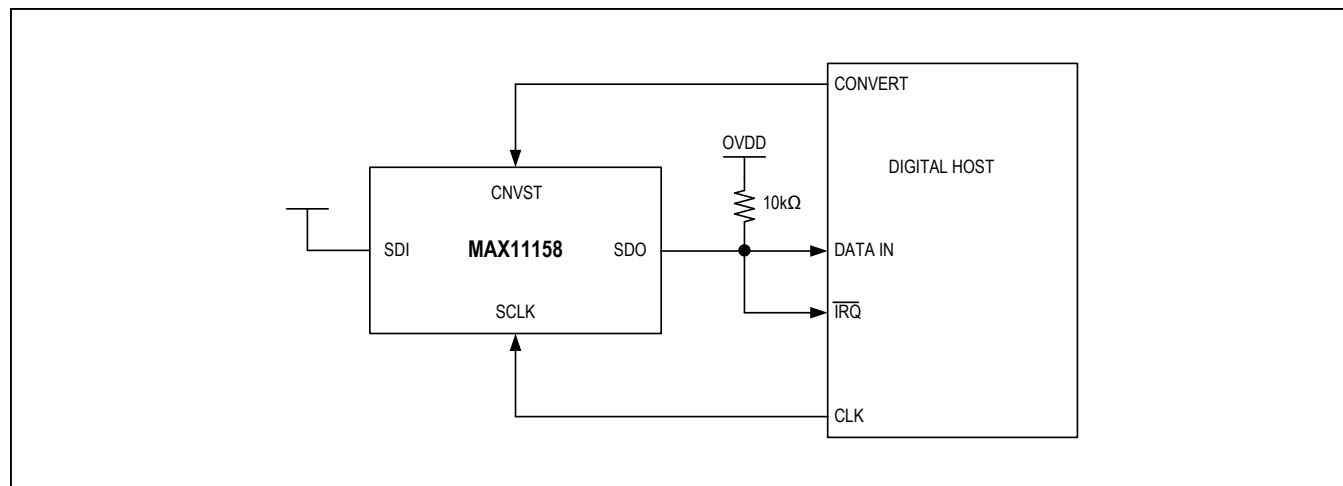 CONVERT
OVDD
DIGITAL HOST
CNVST
10kΩ
SDI
MAX11158
SDO
DATA IN
SCLK
IRQ
CLK